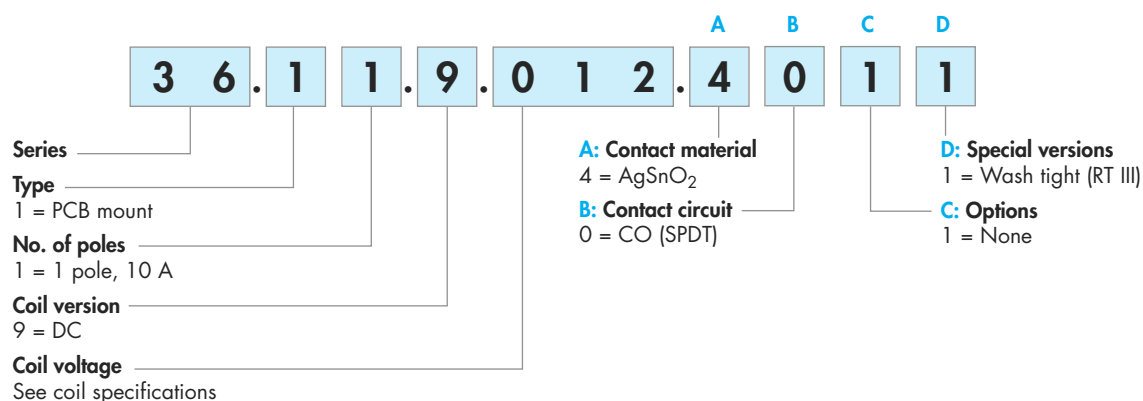 A B C D
3 6 . 1 1 . 9 . 0 1 2 . 4 0 1 1
Series
Type
1 = PCB mount
No. of poles
1 = 1 pole, 10 A
Coil version
9 = DC
Coil voltage
See coil specifications
A: Contact material
4 = AgSnO₂
B: Contact circuit
0 = CO (SPDT)
D: Special versions
1 = Wash tight (RT III)
C: Options
1 = None